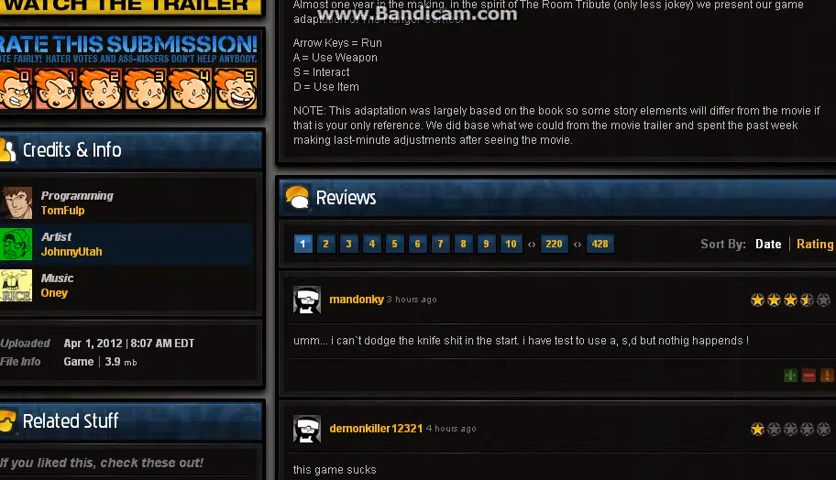 WATCH THE TRAILER
www.Bandicam.com
Almost one year in the making, in the spirit of The Room Tribute (only less jokey) we present our game
adaptation of The Hunger Games!
RATE THIS SUBMISSION!
VOTE FAIRLY! HATER VOTES AND ASS-KISSERS DON'T HELP ANYBODY.
0 1 2 3 4 5
Arrow Keys = Run
A = Use Weapon
S = Interact
D = Use Item
NOTE: This adaptation was largely based on the book so some story elements will differ from the movie if
that is your only reference. We did base what we could from the movie trailer and spent the past week
making last-minute adjustments after seeing the movie.
Credits & Info
Programming
TomFulp
Artist
JohnnyUtah
Music
Oney
RICE
Uploaded Apr 1, 2012 | 8:07 AM EDT
File Info Game | 3.9 mb
Related Stuff
If you liked this, check these out!
Reviews
1 2 3 4 5 6 7 8 9 10 <> 220 <> 428
Sort By: Date | Rating
mandonky 3 hours ago
umm... i can`t dodge the knife shit in the start. i have test to use a, s,d but nothig happends !
demonkiller12321 4 hours ago
this game sucks